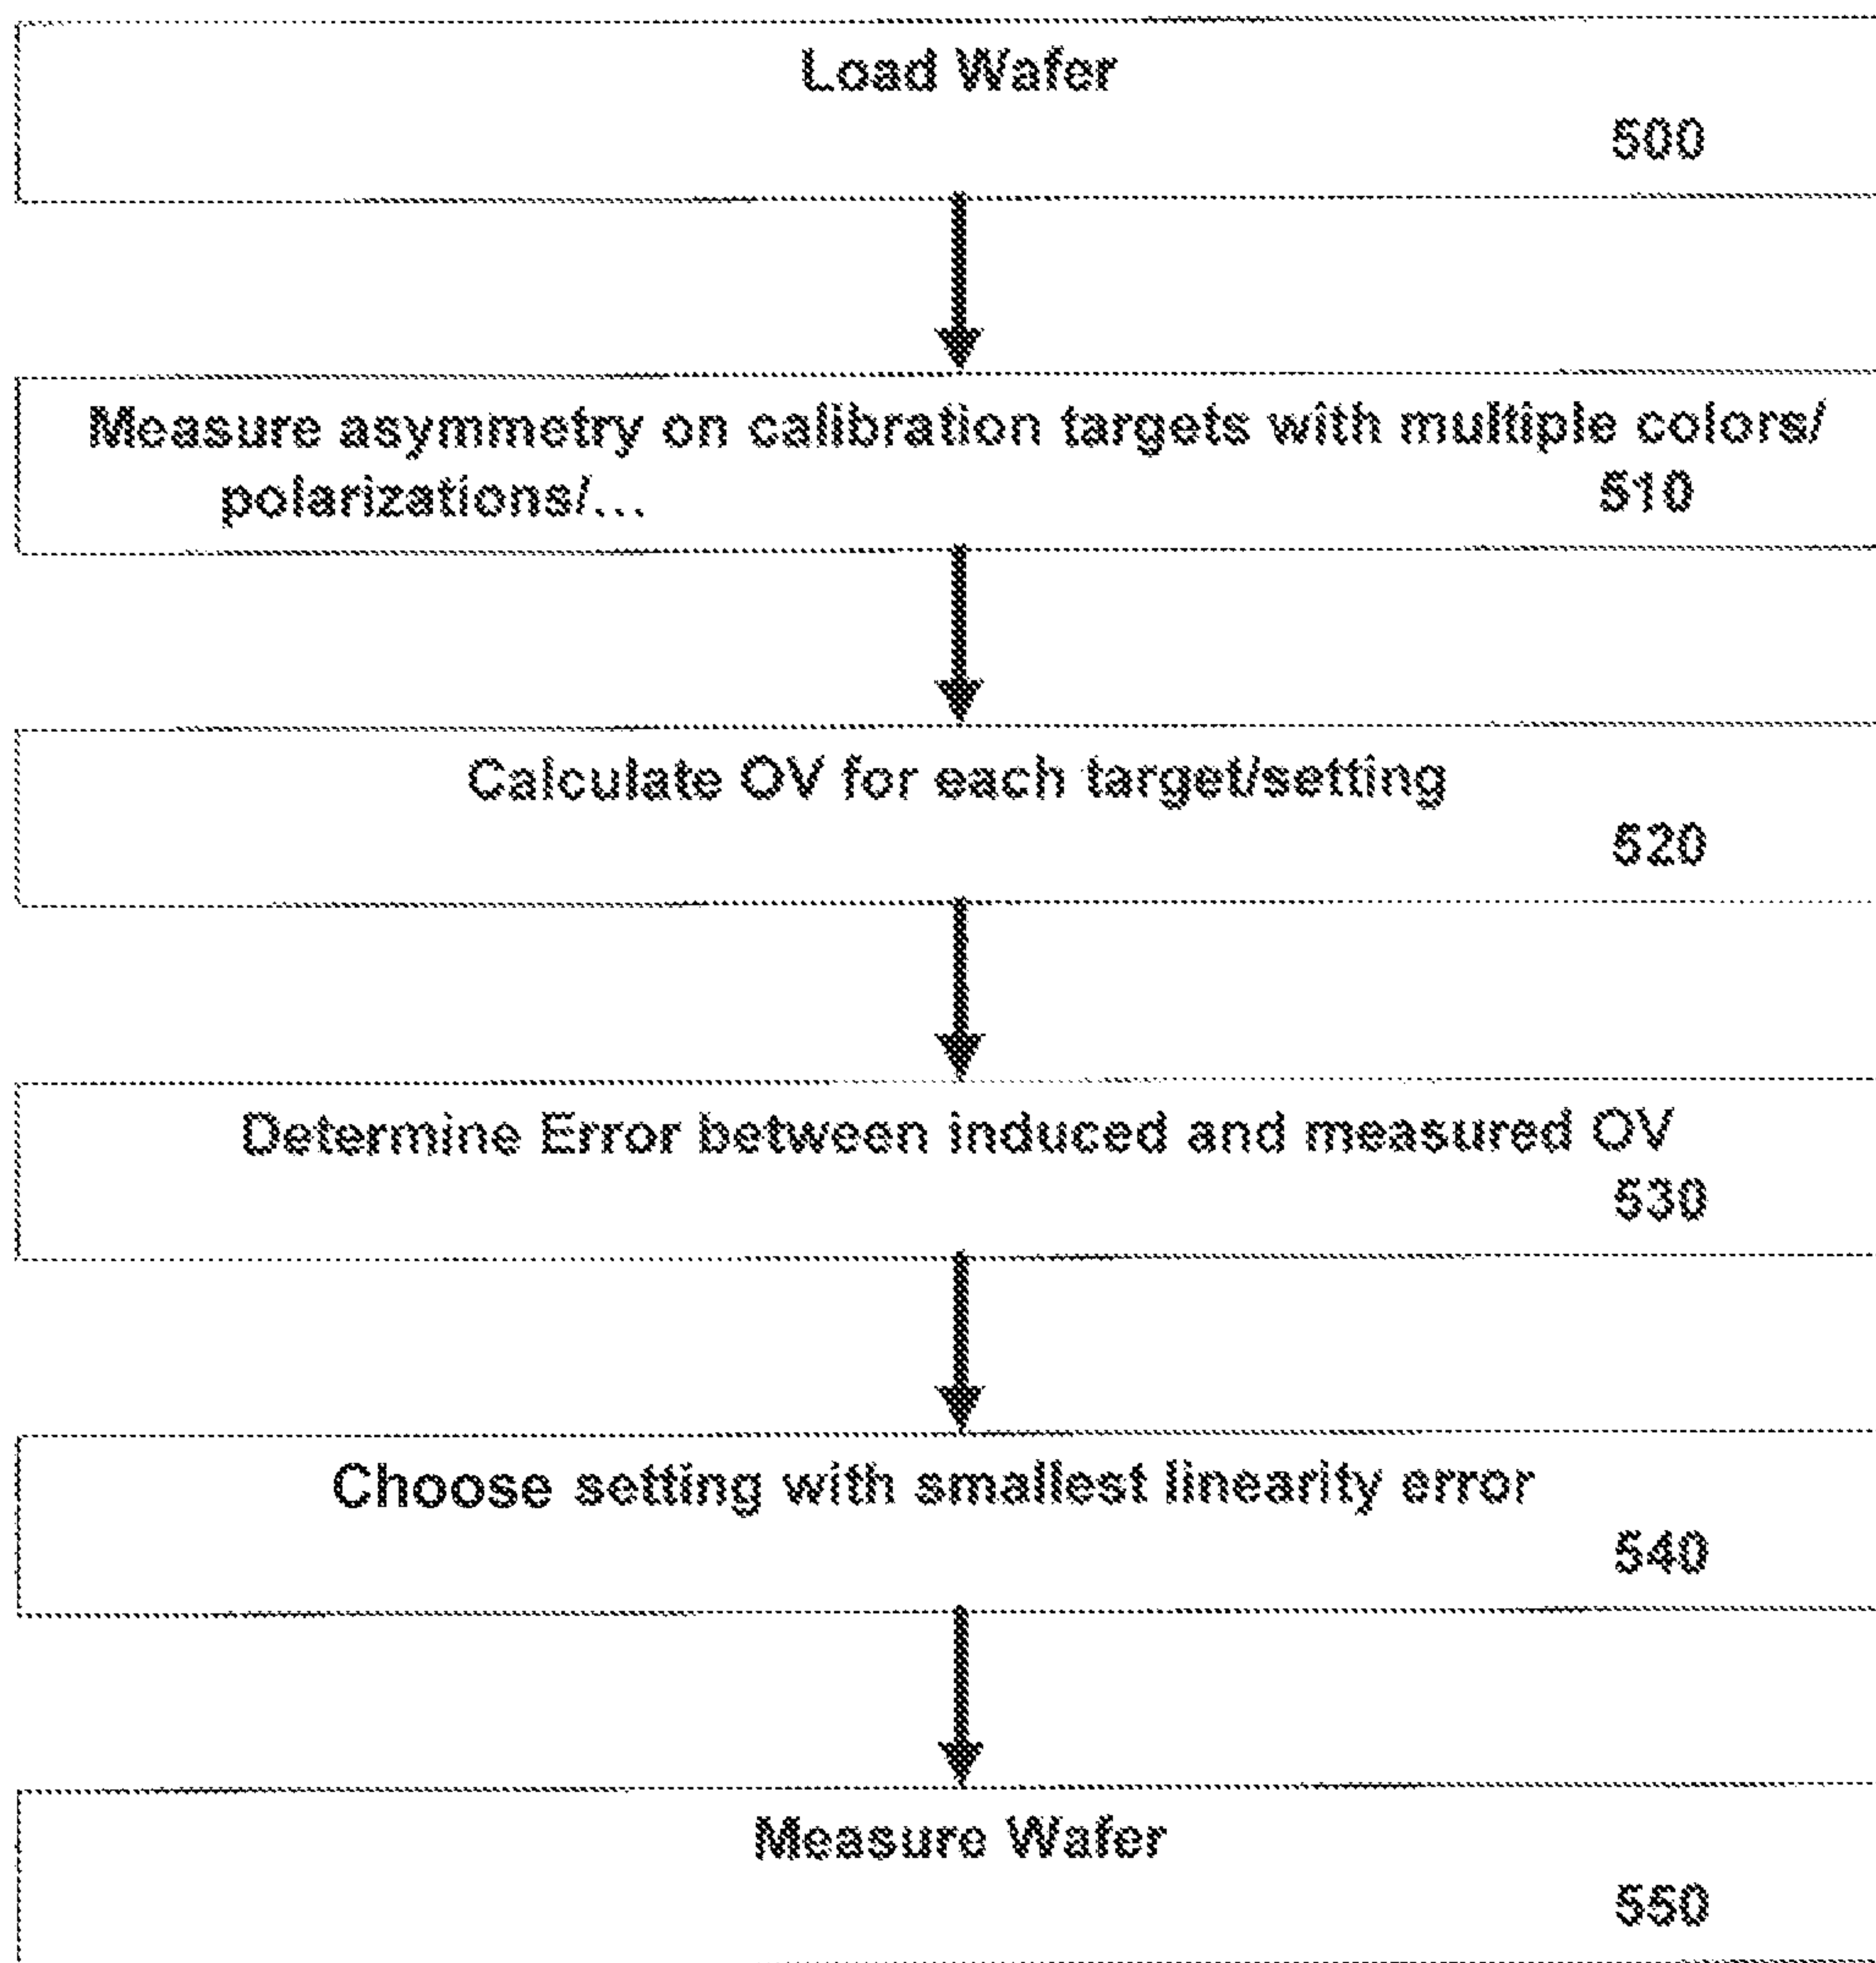 Load Wafer
500
Measure asymmetry on calibration targets with multiple colors/
polarizations/... 510
Calculate OV for each target/setting
520
Determine Error between induced and measured OV
530
Choose setting with smallest linearity error
540
Measure Wafer
550